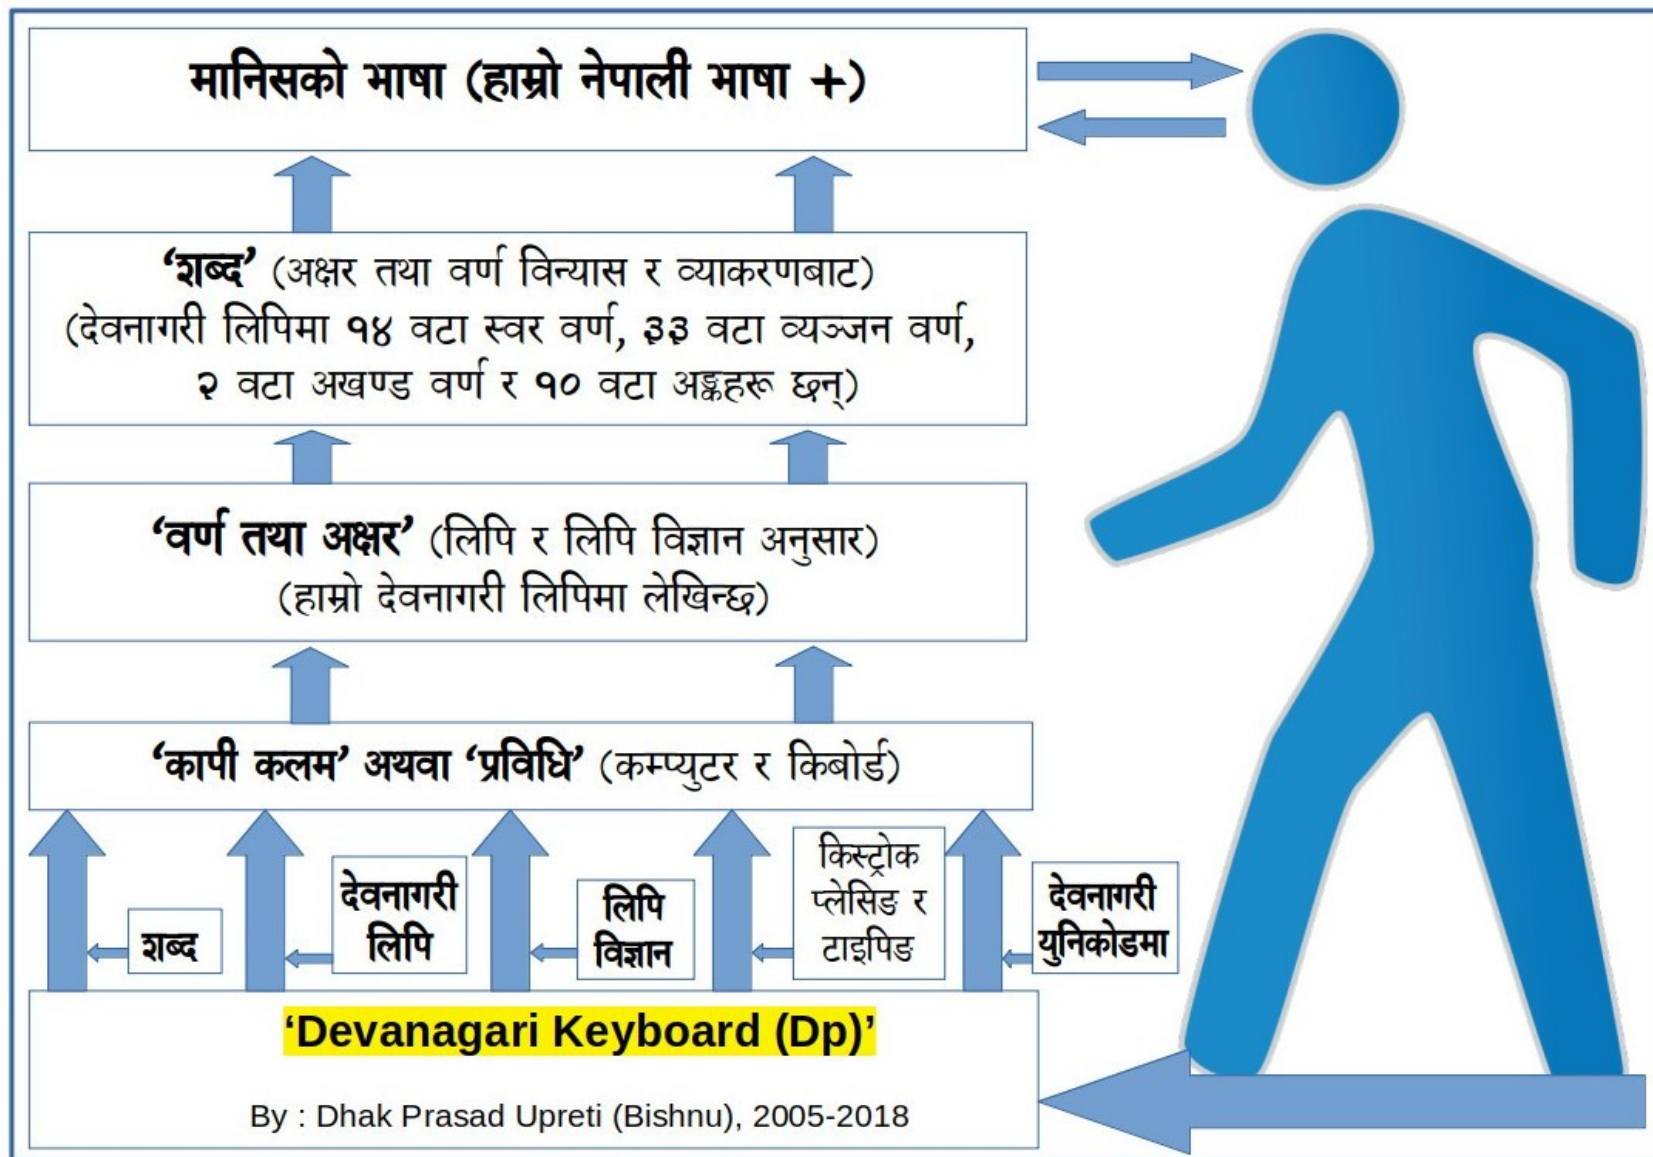 मानिसको भाषा (हाम्रो नेपाली भाषा +)
‘शब्द’ (अक्षर तथा वर्ण विन्यास र व्याकरणबाट)
(देवनागरी लिपिमा १४ वटा स्वर वर्ण, ३३ वटा व्यञ्जन वर्ण,
२ वटा अखण्ड वर्ण र १० वटा अङ्कहरू छन्)
‘वर्ण तथा अक्षर’ (लिपि र लिपि विज्ञान अनुसार)
(हाम्रो देवनागरी लिपिमा लेखिन्छ)
‘कापी कलम’ अथवा ‘प्रविधि’ (कम्प्युटर र किबोर्ड)
शब्द
देवनागरी
लिपि
लिपि
विज्ञान
किस्ट्रोक
प्लेसिङ र
टाइपिङ
देवनागरी
युनिकोडमा
‘Devanagari Keyboard (Dp)’
By : Dhak Prasad Upreti (Bishnu), 2005-2018